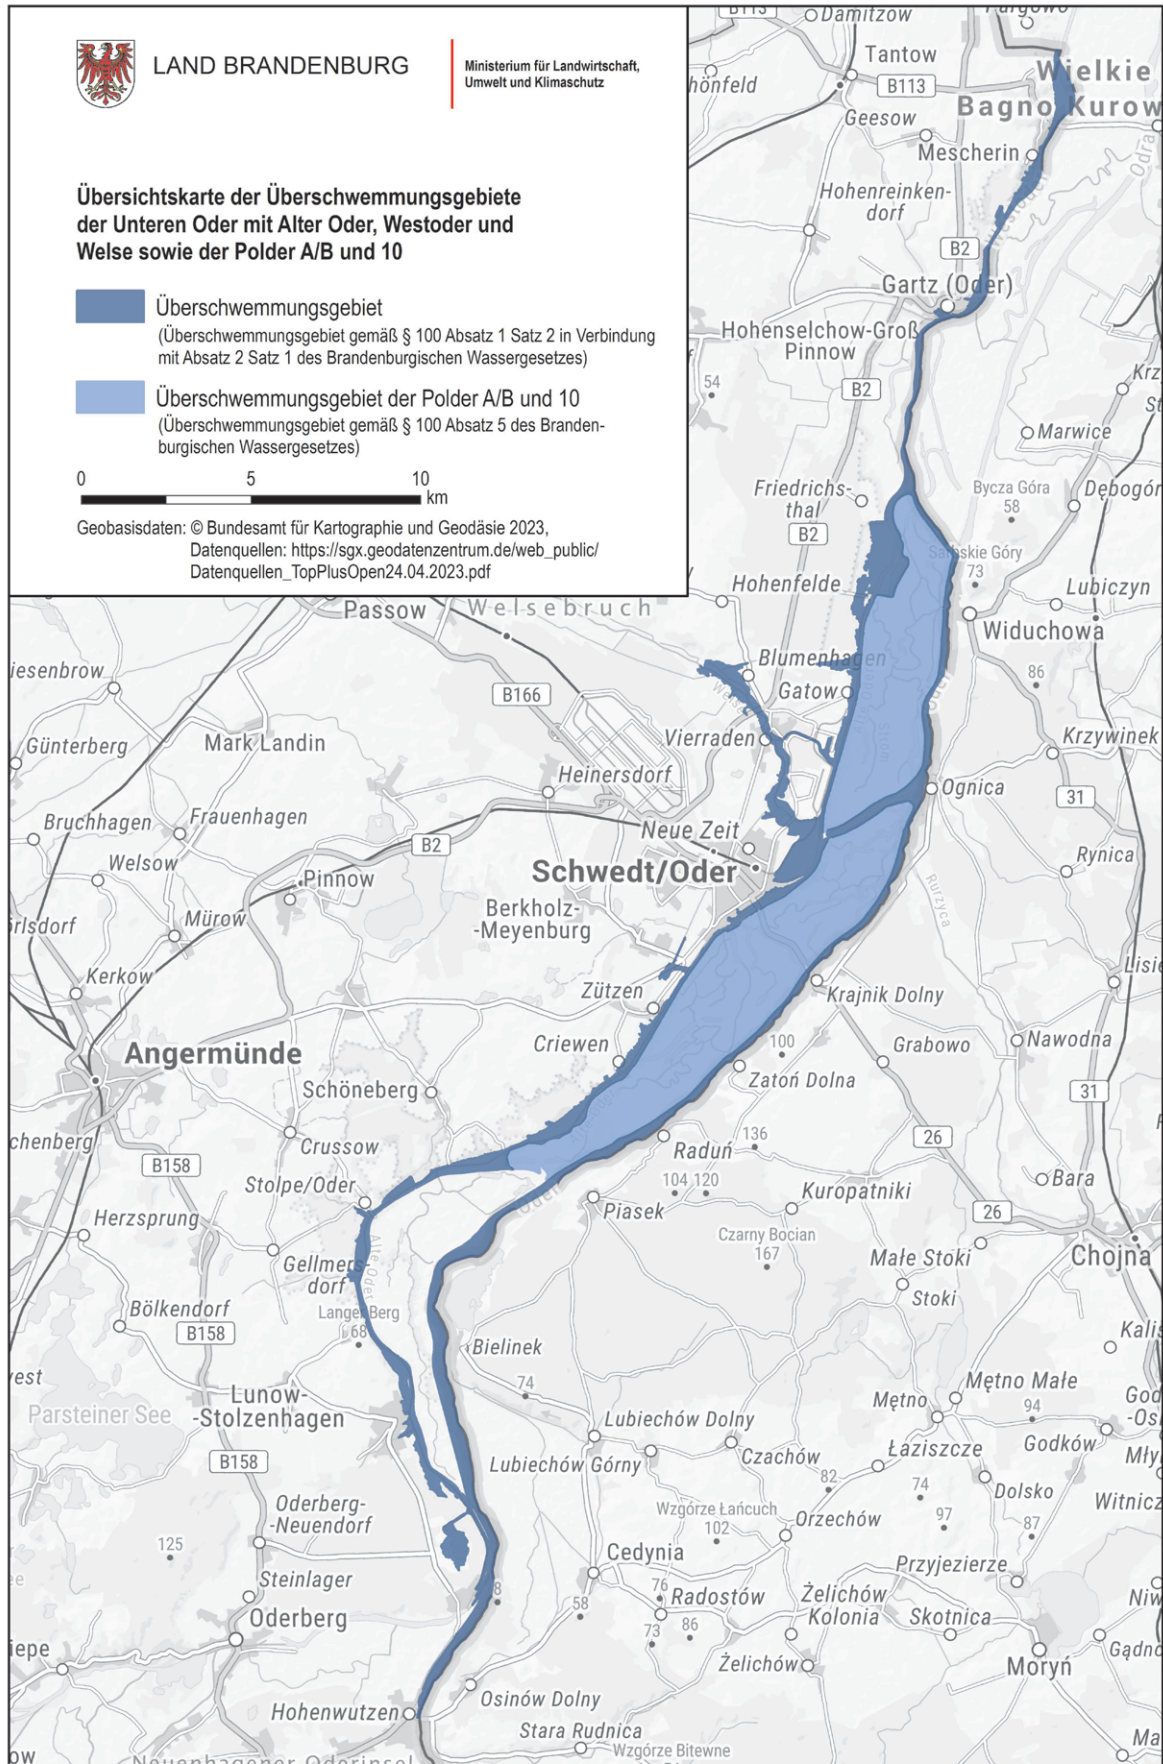 LAND BRANDENBURG
Ministerium für Landwirtschaft,
Umwelt und Klimaschutz
Übersichtskarte der Überschwemmungsgebiete
der Unteren Oder mit Alter Oder, Westoder und
Welse sowie der Polder A/B und 10
Überschwemmungsgebiet
(Überschwemmungsgebiet gemäß § 100 Absatz 1 Satz 2 in Verbindung
mit Absatz 2 Satz 1 des Brandenburgischen Wassergesetzes)
Überschwemmungsgebiet der Polder A/B und 10
(Überschwemmungsgebiet gemäß § 100 Absatz 5 des Branden-
burgischen Wassergesetzes)
0 5 10
km
Geobasisdaten: © Bundesamt für Kartographie und Geodäsie 2023,
Datenquellen: https://sgx.geodatenzentrum.de/web_public/
Datenquellen_TopPlusOpen24.04.2023.pdf
B113
Damitzow
Tantow
B113
Wielkie
Bagno Kurow
Geesow
Mescherin
Odra
Hohenreinken-
dorf
B2
Gartz (Oder)
Hohenselchow-Groß
Pinnow
54
B2
Marwice
Friedrichs-
thal
Bycza Góra
58
B2
73
Hohenfelde
Lubiczyn
Passow
Welsebruch
Widuchowa
Blumenhagen
86
B166
Gatow
Günterberg
Mark Landin
Vierraden
Krzywinek
Heinersdorf
Ognica
31
Bruchhagen
Frauenhagen
B2
Neue Zeit
Rynica
Welsow
Pinnow
Schwedt/Oder
Rurzyca
Berkholz-
-Meyenburg
Mürow
Kerkow
Zützen
Krajnik Dolny
Criewen
100
Grabowo
Nawodna
Angermünde
Schöneberg
Zatoń Dolna
31
Crussow
136
26
B158
Raduń
Stolpe/Oder
104
120
Kuropatniki
Bara
Herzsprung
Piasek
26
Czarny Bocian
167
Chojna
Gellmers-
dorf
Alte Oder
Małe Stoki
Stoki
Bölkendorf
Langer Berg
68
B158
Bielinek
74
Mętno Małe
Lunow-
-Stolzenhagen
Mętno
94
Parsteiner See
Lubiechów Dolny
Czachów
Łaziszcze
Godków
B158
Lubiechów Górny
82
74
Dolsko
Oderberg-
-Neuendorf
Wzgórze Łańcuch
102
Orzechów
97
87
125
Cedynia
Przyjezierze
Steinlager
76
Radostów
Żelichów
Kolonia
Skotnica
Oderberg
58
73
86
Żelichów
Moryń
Hohenwutzen
Osinów Dolny
Stara Rudnica
Wzgórze Bitewne
Neuenhagener Oderinsel